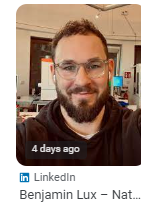 4 days ago
LinkedIn
Benjamin Lux – Nat...